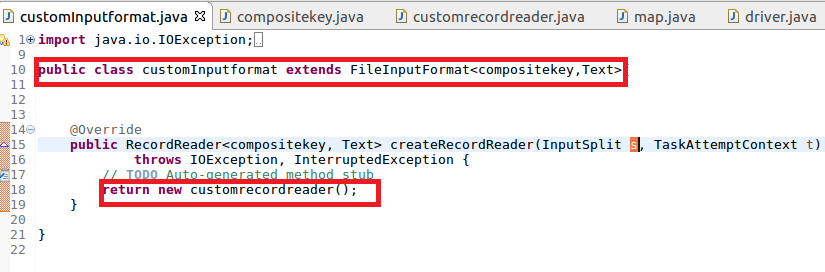 customInputformat.java compositekey.java customrecordreader.java map.java driver.java
1 import java.io.IOException;
9
10 public class customInputformat extends FileInputFormat<compositekey,Text>
11
12
13
14 @Override
15 public RecordReader<compositekey, Text> createRecordReader(InputSplit s, TaskAttemptContext t)
16 throws IOException, InterruptedException {
17 // TODO Auto-generated method stub
18 return new customrecordreader();
19 }
20
21 }
22